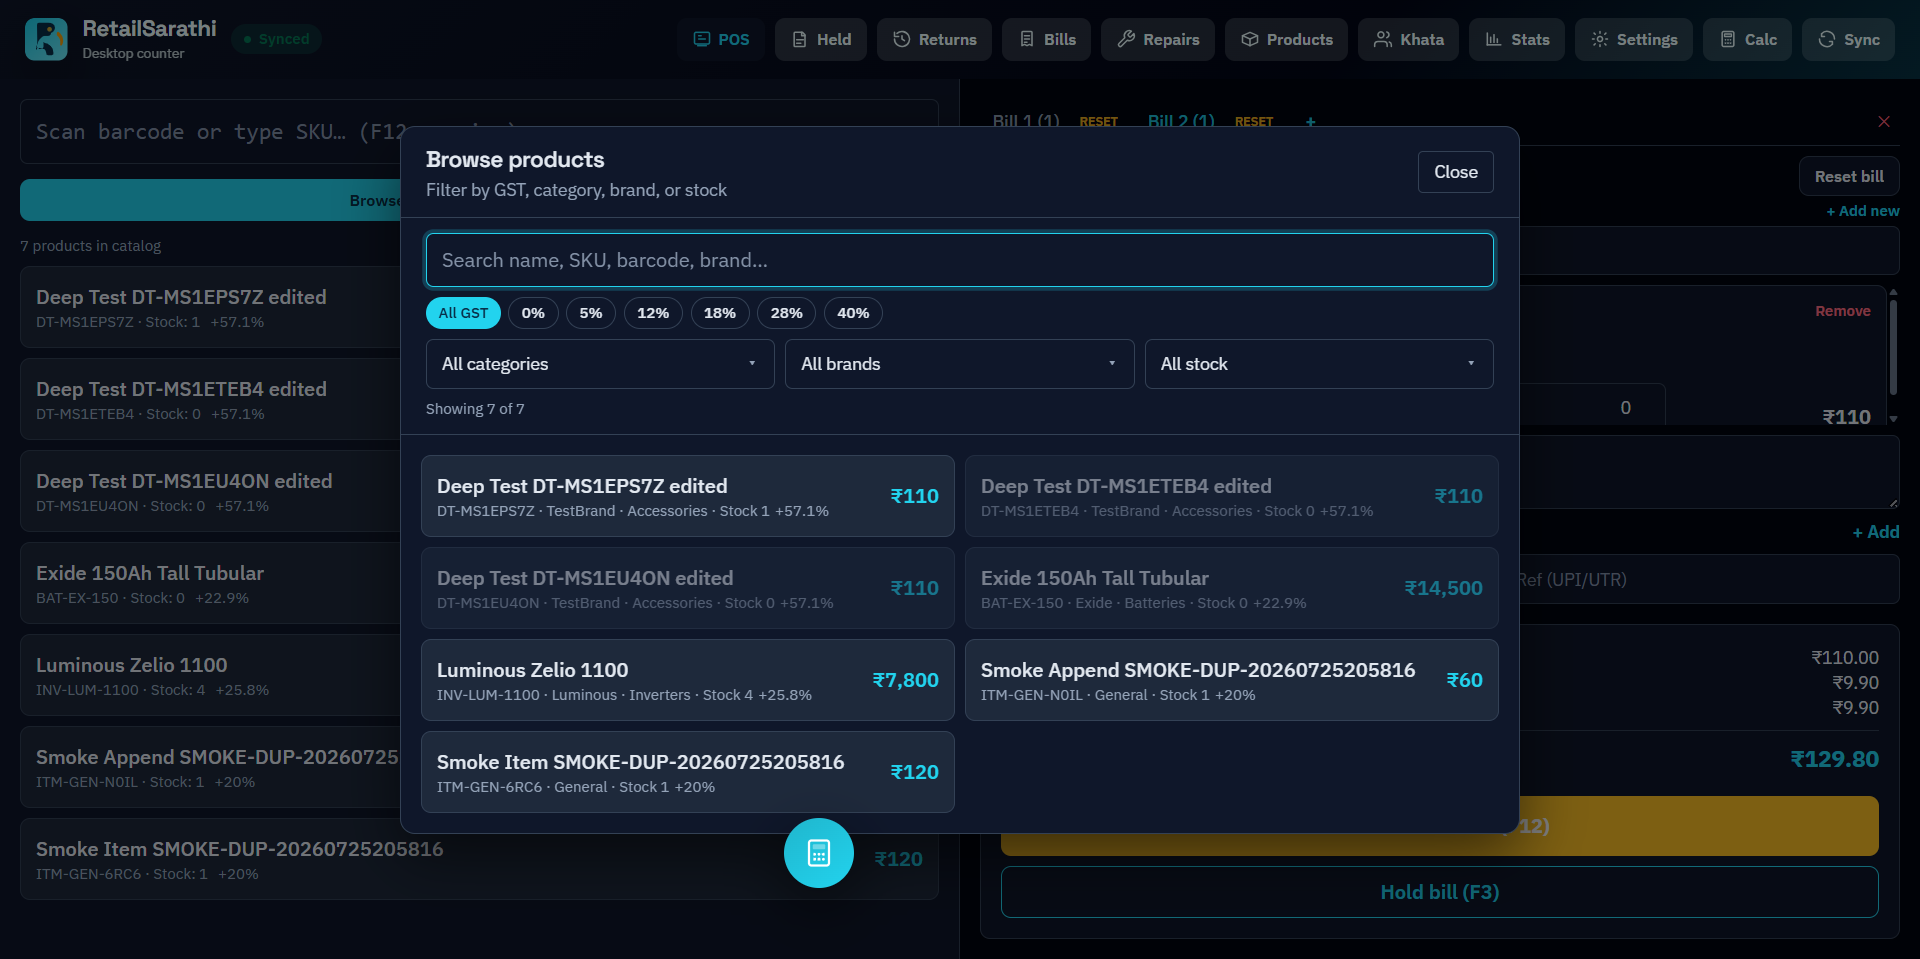 RetailSarathi
Desktop counter
Synced
POS
Held
Returns
Bills
Repairs
Products
Khata
Stats
Settings
Calc
Sync
Scan barcode or type SKU… (F12
Browse
7 products in catalog
Deep Test DT-MS1EPS7Z edited
DT-MS1EPS7Z · Stock: 1 +57.1%
Deep Test DT-MS1ETEB4 edited
DT-MS1ETEB4 · Stock: 0 +57.1%
Deep Test DT-MS1EU4ON edited
DT-MS1EU4ON · Stock: 0 +57.1%
Exide 150Ah Tall Tubular
BAT-EX-150 · Stock: 0 +22.9%
Luminous Zelio 1100
INV-LUM-1100 · Stock: 4 +25.8%
Smoke Append SMOKE-DUP-20260725
ITM-GEN-N0IL · Stock: 1 +20%
Smoke Item SMOKE-DUP-20260725205816
ITM-GEN-6RC6 · Stock: 1 +20%
₹120
Browse products
Filter by GST, category, brand, or stock
Close
Search name, SKU, barcode, brand...
All GST
0%
5%
12%
18%
28%
40%
All categories
All brands
All stock
Showing 7 of 7
Deep Test DT-MS1EPS7Z edited
DT-MS1EPS7Z · TestBrand · Accessories · Stock 1 +57.1%
₹110
Deep Test DT-MS1ETEB4 edited
DT-MS1ETEB4 · TestBrand · Accessories · Stock 0 +57.1%
₹110
Deep Test DT-MS1EU4ON edited
DT-MS1EU4ON · TestBrand · Accessories · Stock 0 +57.1%
₹110
Exide 150Ah Tall Tubular
BAT-EX-150 · Exide · Batteries · Stock 0 +22.9%
₹14,500
Luminous Zelio 1100
INV-LUM-1100 · Luminous · Inverters · Stock 4 +25.8%
₹7,800
Smoke Append SMOKE-DUP-20260725205816
ITM-GEN-N0IL · General · Stock 1 +20%
₹60
Smoke Item SMOKE-DUP-20260725205816
ITM-GEN-6RC6 · General · Stock 1 +20%
₹120
Bill 1 (1)
RESET
Bill 2 (1)
RESET
+
Reset bill
+ Add new
Remove
0
₹110
+ Add
Ref (UPI/UTR)
₹110.00
₹9.90
₹9.90
₹129.80
12)
Hold bill (F3)